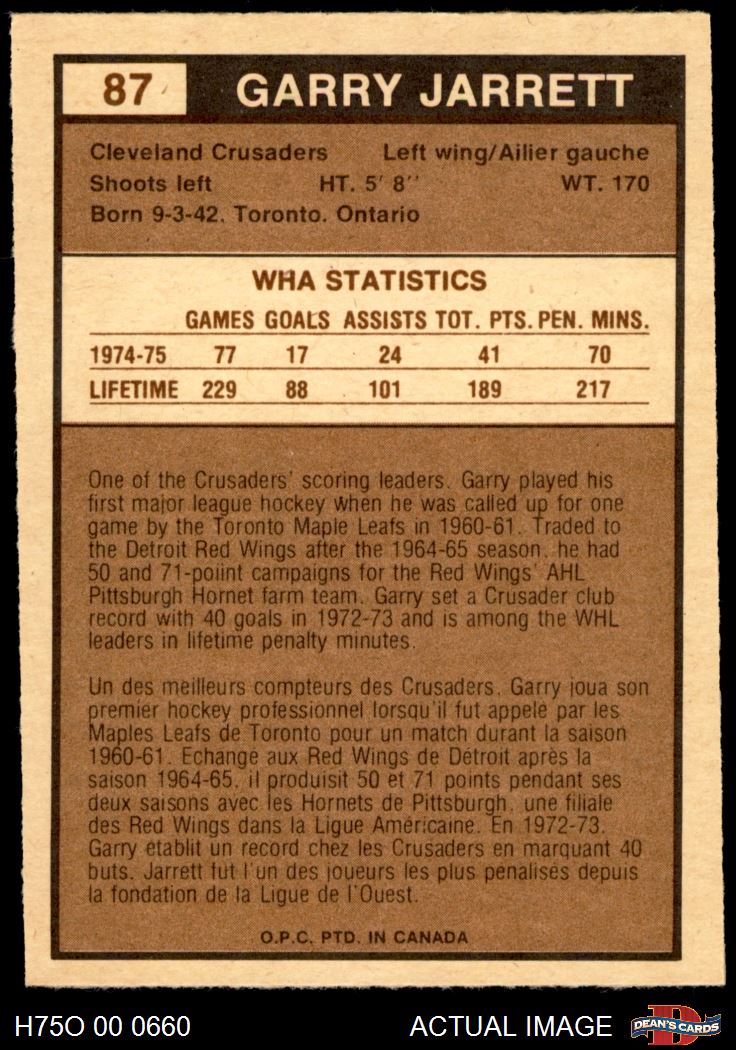 87 GARRY JARRETT
Cleveland Crusaders Left wing/Ailier gauche
Shoots left HT. 5' 8'' WT. 170
Born 9-3-42. Toronto. Ontario
WHA STATISTICS
GAMES GOALS ASSISTS TOT. PTS. PEN. MINS.
1974-75 77 17 24 41 70
LIFETIME 229 88 101 189 217
One of the Crusaders' scoring leaders. Garry played his
first major league hockey when he was called up for one
game by the Toronto Maple Leafs in 1960-61. Traded to
the Detroit Red Wings after the 1964-65 season. he had
50 and 71-poiint campaigns for the Red Wings' AHL
Pittsburgh Hornet farm team. Garry set a Crusader club
record with 40 goals in 1972-73 and is among the WHL
leaders in lifetime penalty minutes.
Un des meilleurs compteurs des Crusaders. Garry joua son
premier hockey professionnel lorsqu'il fut appelé par les
Maples Leafs de Toronto pour un match durant la saison
1960-61. Echangé aux Red Wings de Détroit après la
saison 1964-65. il produisit 50 et 71 points pendant ses
deux saisons avec les Hornets de Pittsburgh. une filiale
des Red Wings dans la Ligue Américaine. En 1972-73.
Garry établit un record chez les Crusaders en marquant 40
buts. Jarrett fut l'un des joueurs les plus pénalisés depuis
la fondation de la Ligue de l'Ouest.
O.P.C. PTD. IN CANADA
H75O 00 0660 ACTUAL IMAGE DEAN'S CARDS